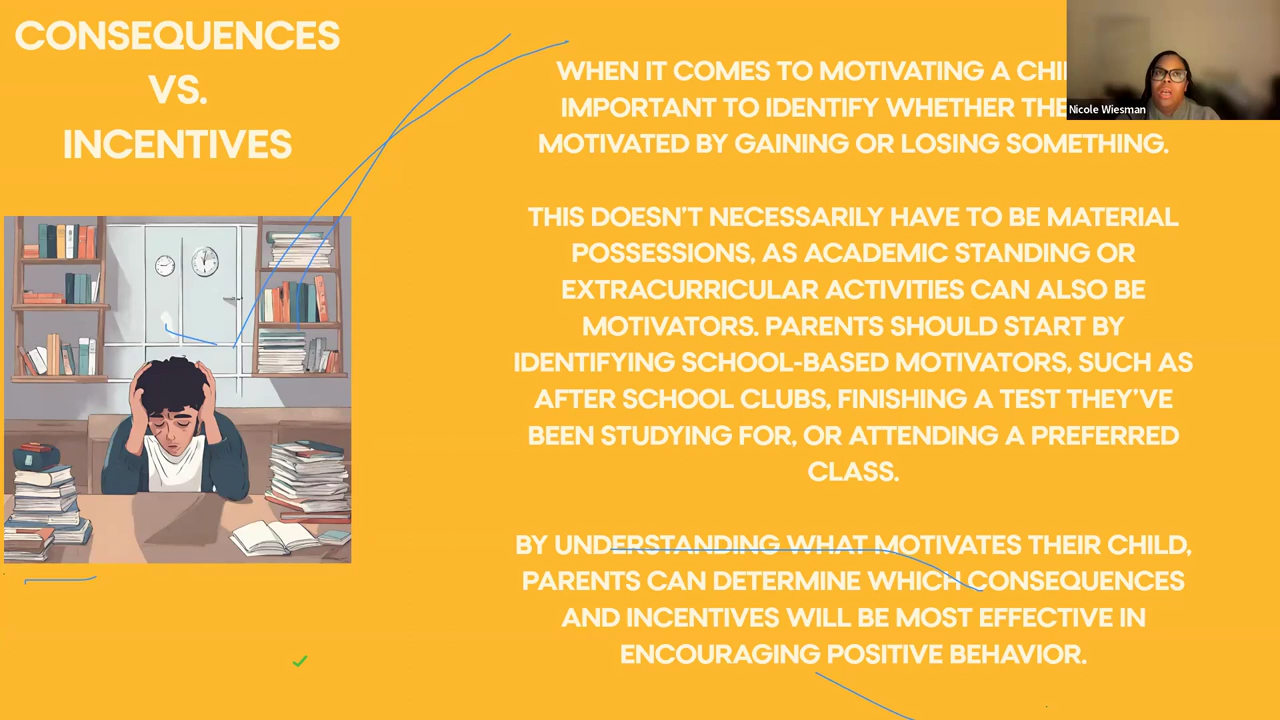 CONSEQUENCES
VS.
INCENTIVES
WHEN IT COMES TO MOTIVATING A
IMPORTANT TO IDENTIFY WHETHER
MOTIVATED BY GAINING OR LOSING SOMETHING.
THIS DOESN'T NECESSARILY HAVE TO BE MATERIAL
POSSESSIONS, AS ACADEMIC STANDING OR
EXTRACURRICULAR ACTIVITIES CAN ALSO BE
MOTIVATORS. PARENTS SHOULD START BY
IDENTIFYING SCHOOL-BASED MOTIVATORS, SUCH AS
AFTER SCHOOL CLUBS, FINISHING A TEST THEY'VE
BEEN STUDYING FOR, OR ATTENDING A PREFERRED
CLASS.
BY UNDERSTANDING WHAT MOTIVATES THEIR CHILD,
PARENTS CAN DETERMINE WHICH CONSEQUENCES
AND INCENTIVES WILL BE MOST EFFECTIVE IN
ENCOURAGING POSITIVE BEHAVIOR.
Nicole Wiesman